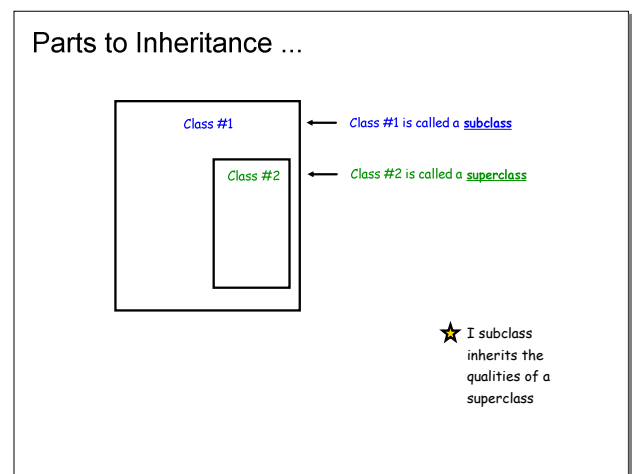 Parts to Inheritance ...
Class #1
Class #1 is called a subclass
Class #2
Class #2 is called a superclass
I subclass
inherits the
qualities of a
superclass